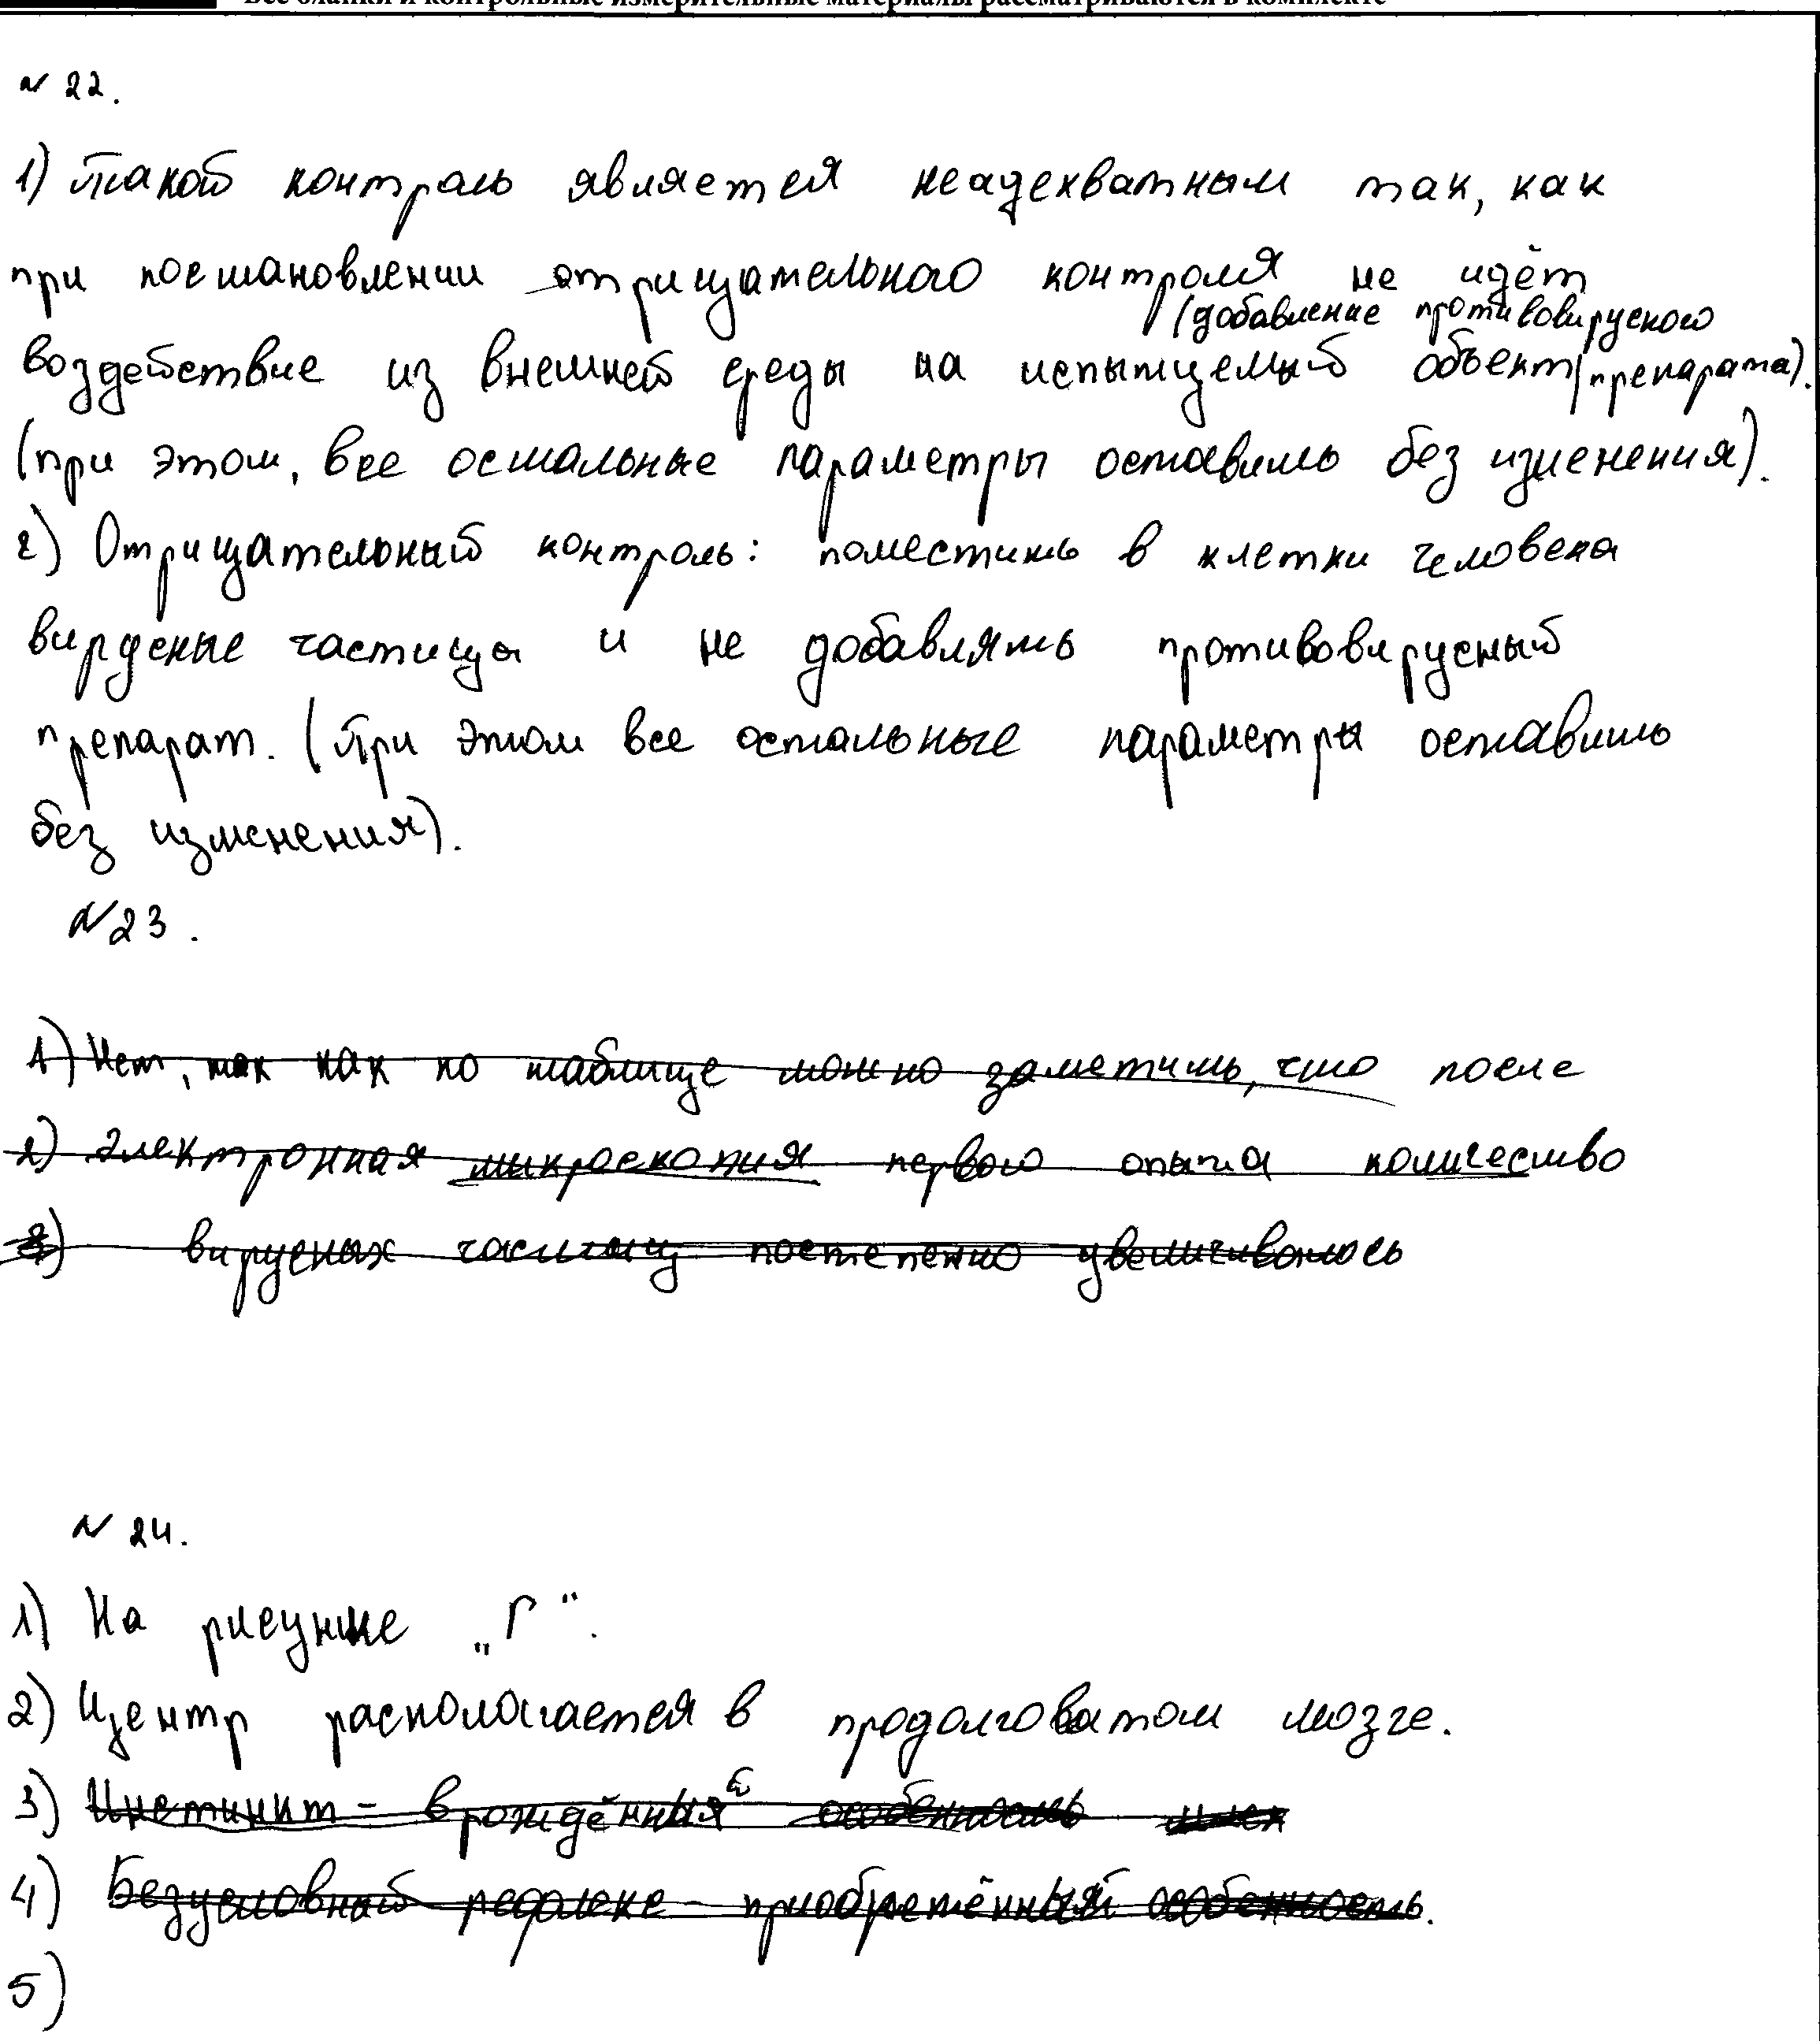 Все бланки и контрольные измерительные материалы рассматриваются в комплекте
№ 22.
1) Такой контроль является неадекватным так, как
при постановлении отрицательного контроля не идёт
(добавление противовирусного
воздействие из внешней среды на испытуемый объект препарата).
(при этом, все остальные параметры оставить без изменения).
2) Отрицательный контроль: поместить в клетки человека
вирусные частицы и не добавлять противовирусный
препарат. (При этом все остальные параметры оставить
без изменения).
№ 23.
1) Нет, так как по таблице можно заметить, что после
2) Электронная микроскопия первого опыта количество
3) вирусных частиц постепенно увеличивалось
№ 24.
1) На рисунке „Г“.
2) Центр располагается в продолговатом мозге.
3) Инстинкт - врождённый особенность
4) Безусловный рефлекс - приобретённый особенность.
5)